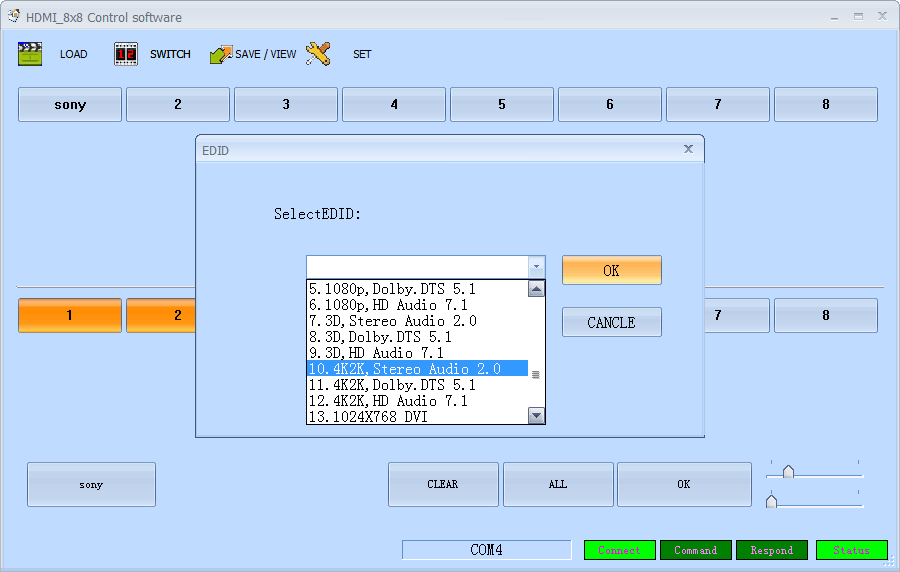 HDMI_8x8 Control software
LOAD SWITCH SAVE / VIEW SET
sony 2 3 4 5 6 7 8
EDID
SelectEDID:
OK
5.1080p,Dolby.DTS 5.1
6.1080p,HD Audio 7.1
7.3D,Stereo Audio 2.0
8.3D,Dolby.DTS 5.1
9.3D,HD Audio 7.1
10.4K2K,Stereo Audio 2.0
11.4K2K,Dolby.DTS 5.1
12.4K2K,HD Audio 7.1
13.1024X768 DVI
CANCLE
1 2 7 8
sony CLEAR ALL OK
COM4 Connect Command Respond Status